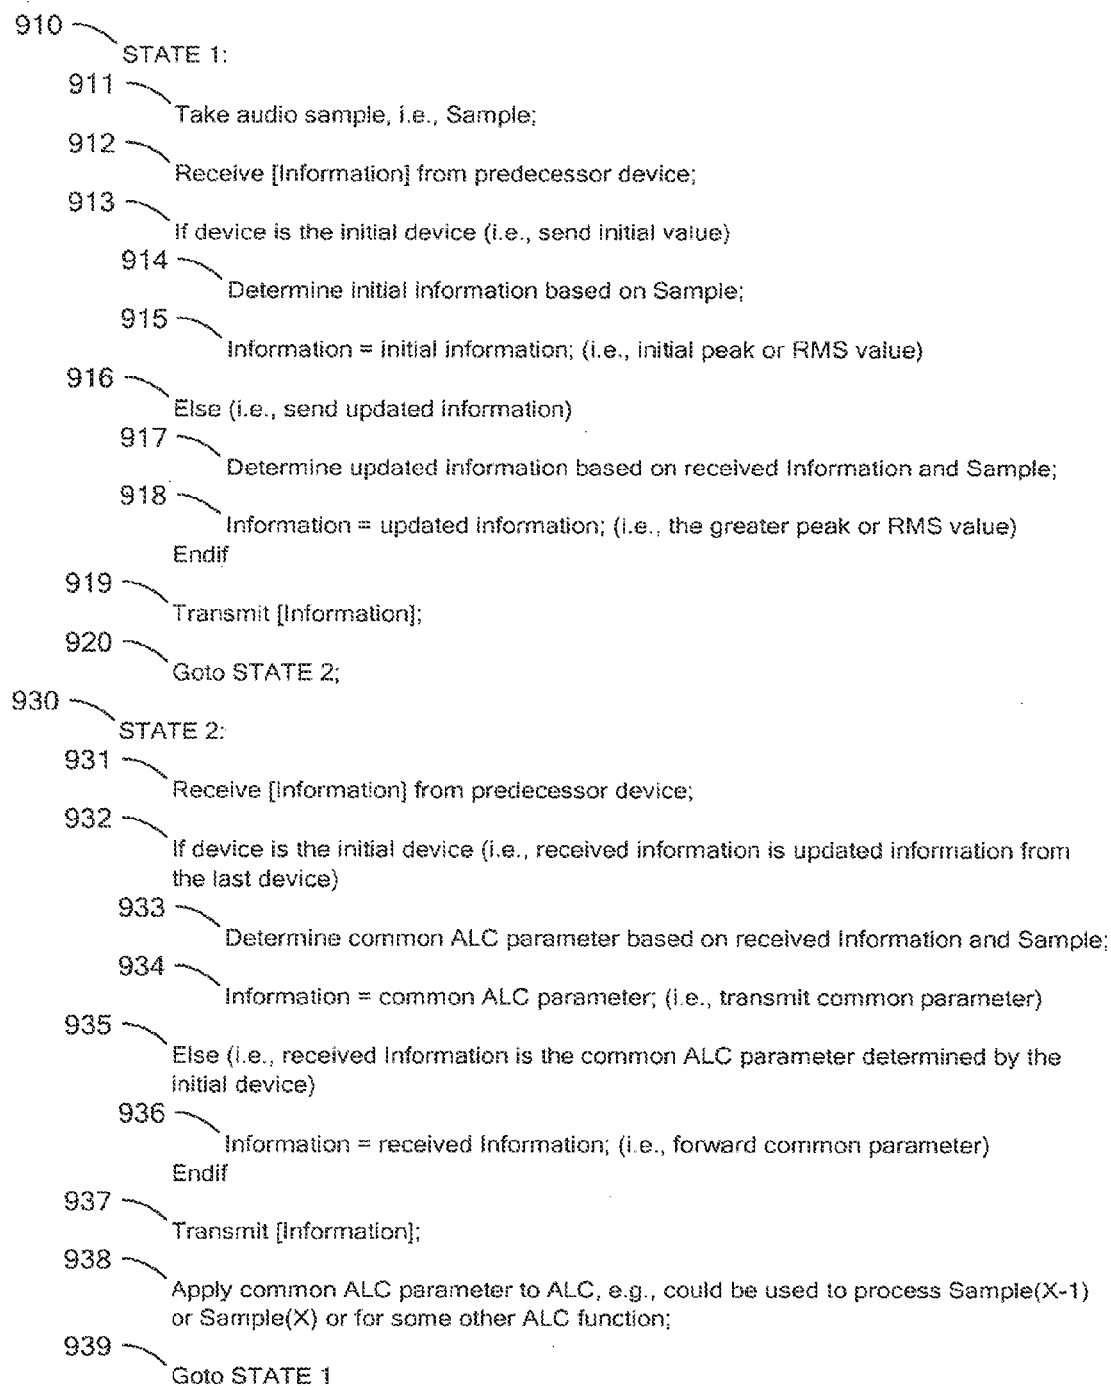 910
STATE 1:
911
Take audio sample, i.e., Sample;
912
Receive [Information] from predecessor device;
913
If device is the initial device (i.e., send initial value)
914
Determine initial information based on Sample;
915
Information = initial information; (i.e., initial peak or RMS value)
916
Else (i.e., send updated information)
917
Determine updated information based on received Information and Sample;
918
Information = updated information; (i.e., the greater peak or RMS value)
Endif
919
Transmit [Information];
920
Goto STATE 2;
930
STATE 2:
931
Receive [Information] from predecessor device;
932
If device is the initial device (i.e., received information is updated information from
the last device)
933
Determine common ALC parameter based on received Information and Sample;
934
Information = common ALC parameter; (i.e., transmit common parameter)
935
Else (i.e., received Information is the common ALC parameter determined by the
initial device)
936
Information = received Information; (i.e., forward common parameter)
Endif
937
Transmit [Information];
938
Apply common ALC parameter to ALC, e.g., could be used to process Sample(X-1)
or Sample(X) or for some other ALC function;
939
Goto STATE 1